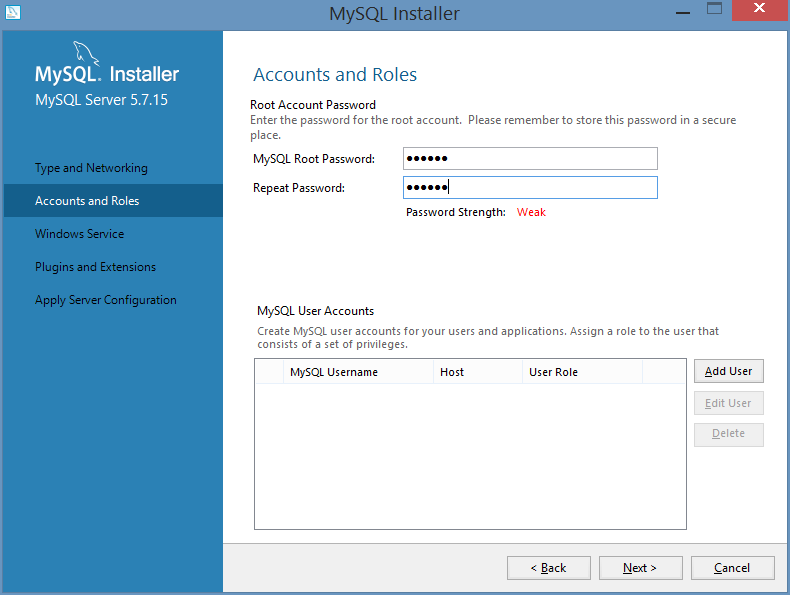 MySQL Installer
MySQL. Installer
MySQL Server 5.7.15
Type and Networking
Accounts and Roles
Windows Service
Plugins and Extensions
Apply Server Configuration
Accounts and Roles
Root Account Password
Enter the password for the root account. Please remember to store this password in a secure
place.
MySQL Root Password: ●●●●●●
Repeat Password: ●●●●●●
Password Strength: Weak
MySQL User Accounts
Create MySQL user accounts for your users and applications. Assign a role to the user that
consists of a set of privileges.
MySQL Username Host User Role
Add User
Edit User
Delete
< Back Next > Cancel